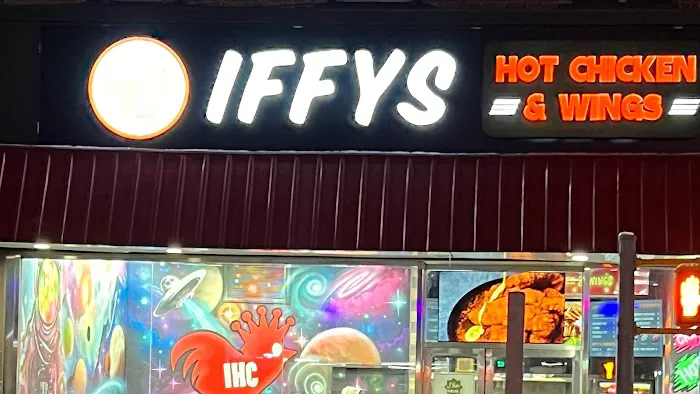 IFFYS
HOT CHICKEN
& WINGS
IHC